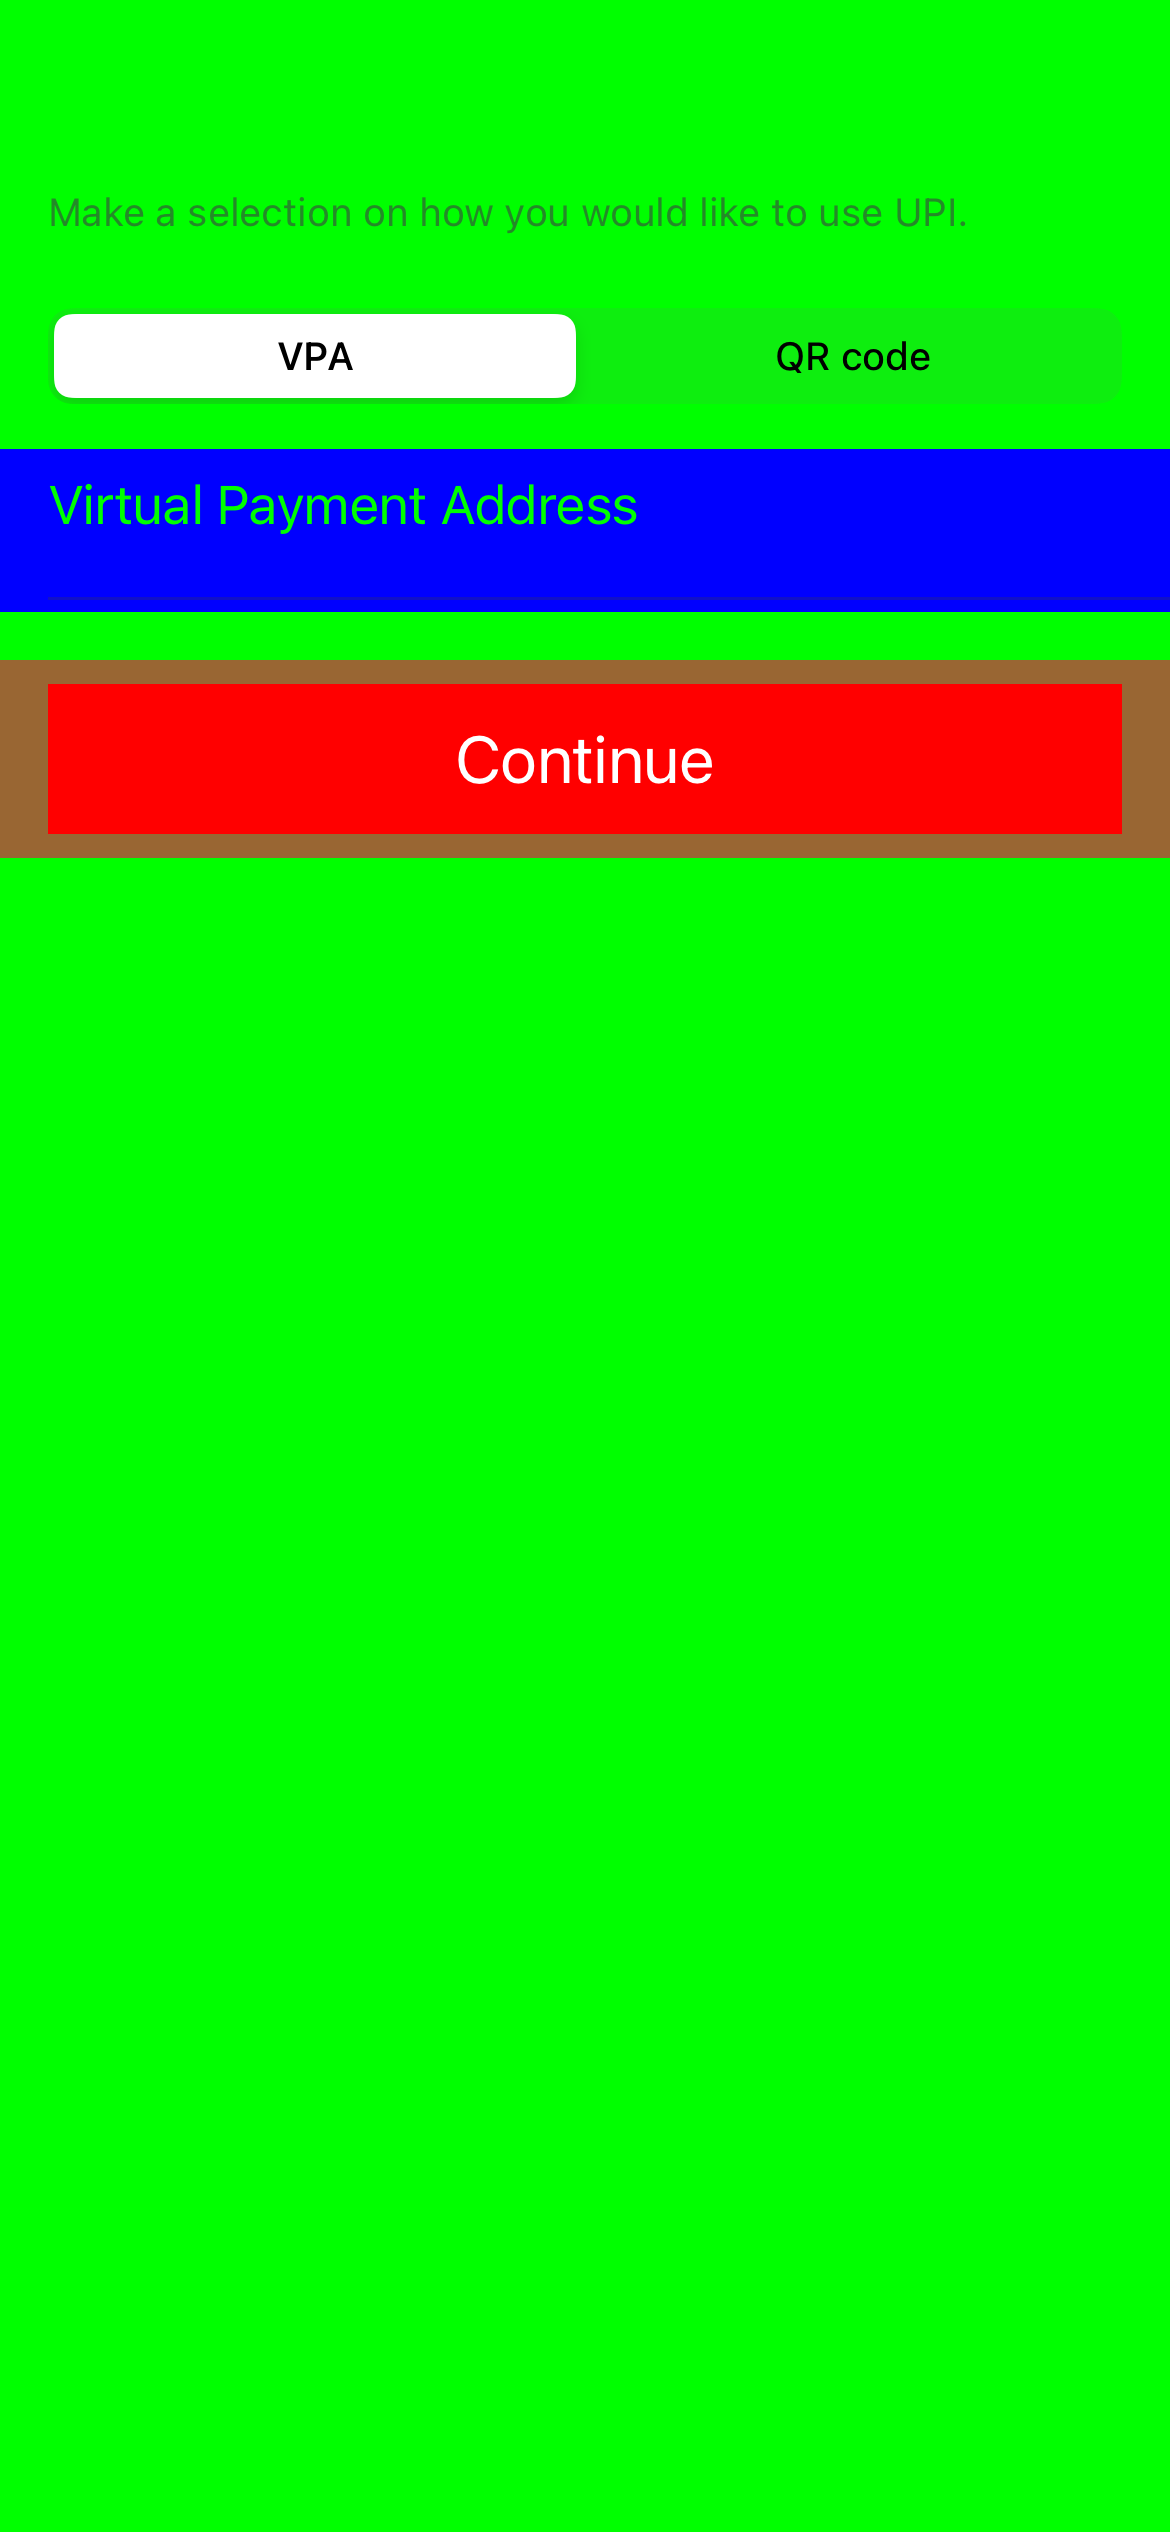 Make a selection on how you would like to use UPI.
VPA
QR code
Virtual Payment Address
Continue